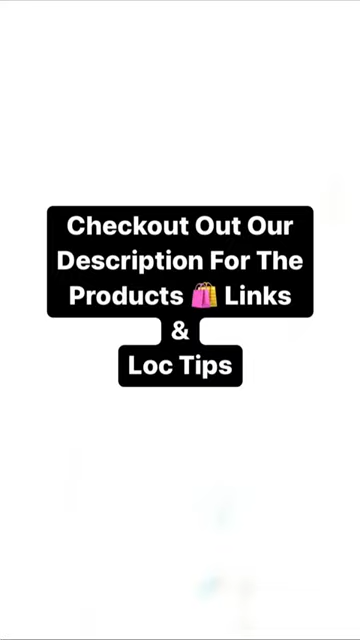 Checkout Out Our
Description For The
Products 🛍️ Links
&
Loc Tips